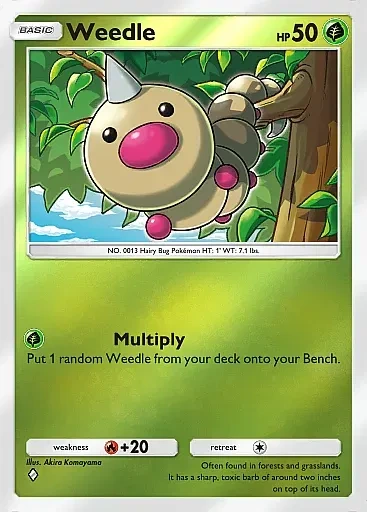 BASIC Weedle HP 50
NO. 0013 Hairy Bug Pokémon HT: 1' WT: 7.1 lbs.
Multiply
Put 1 random Weedle from your deck onto your Bench.
weakness +20 retreat
Illus. Akira Komayama
Often found in forests and grasslands.
It has a sharp, toxic barb of around two inches
on top of its head.